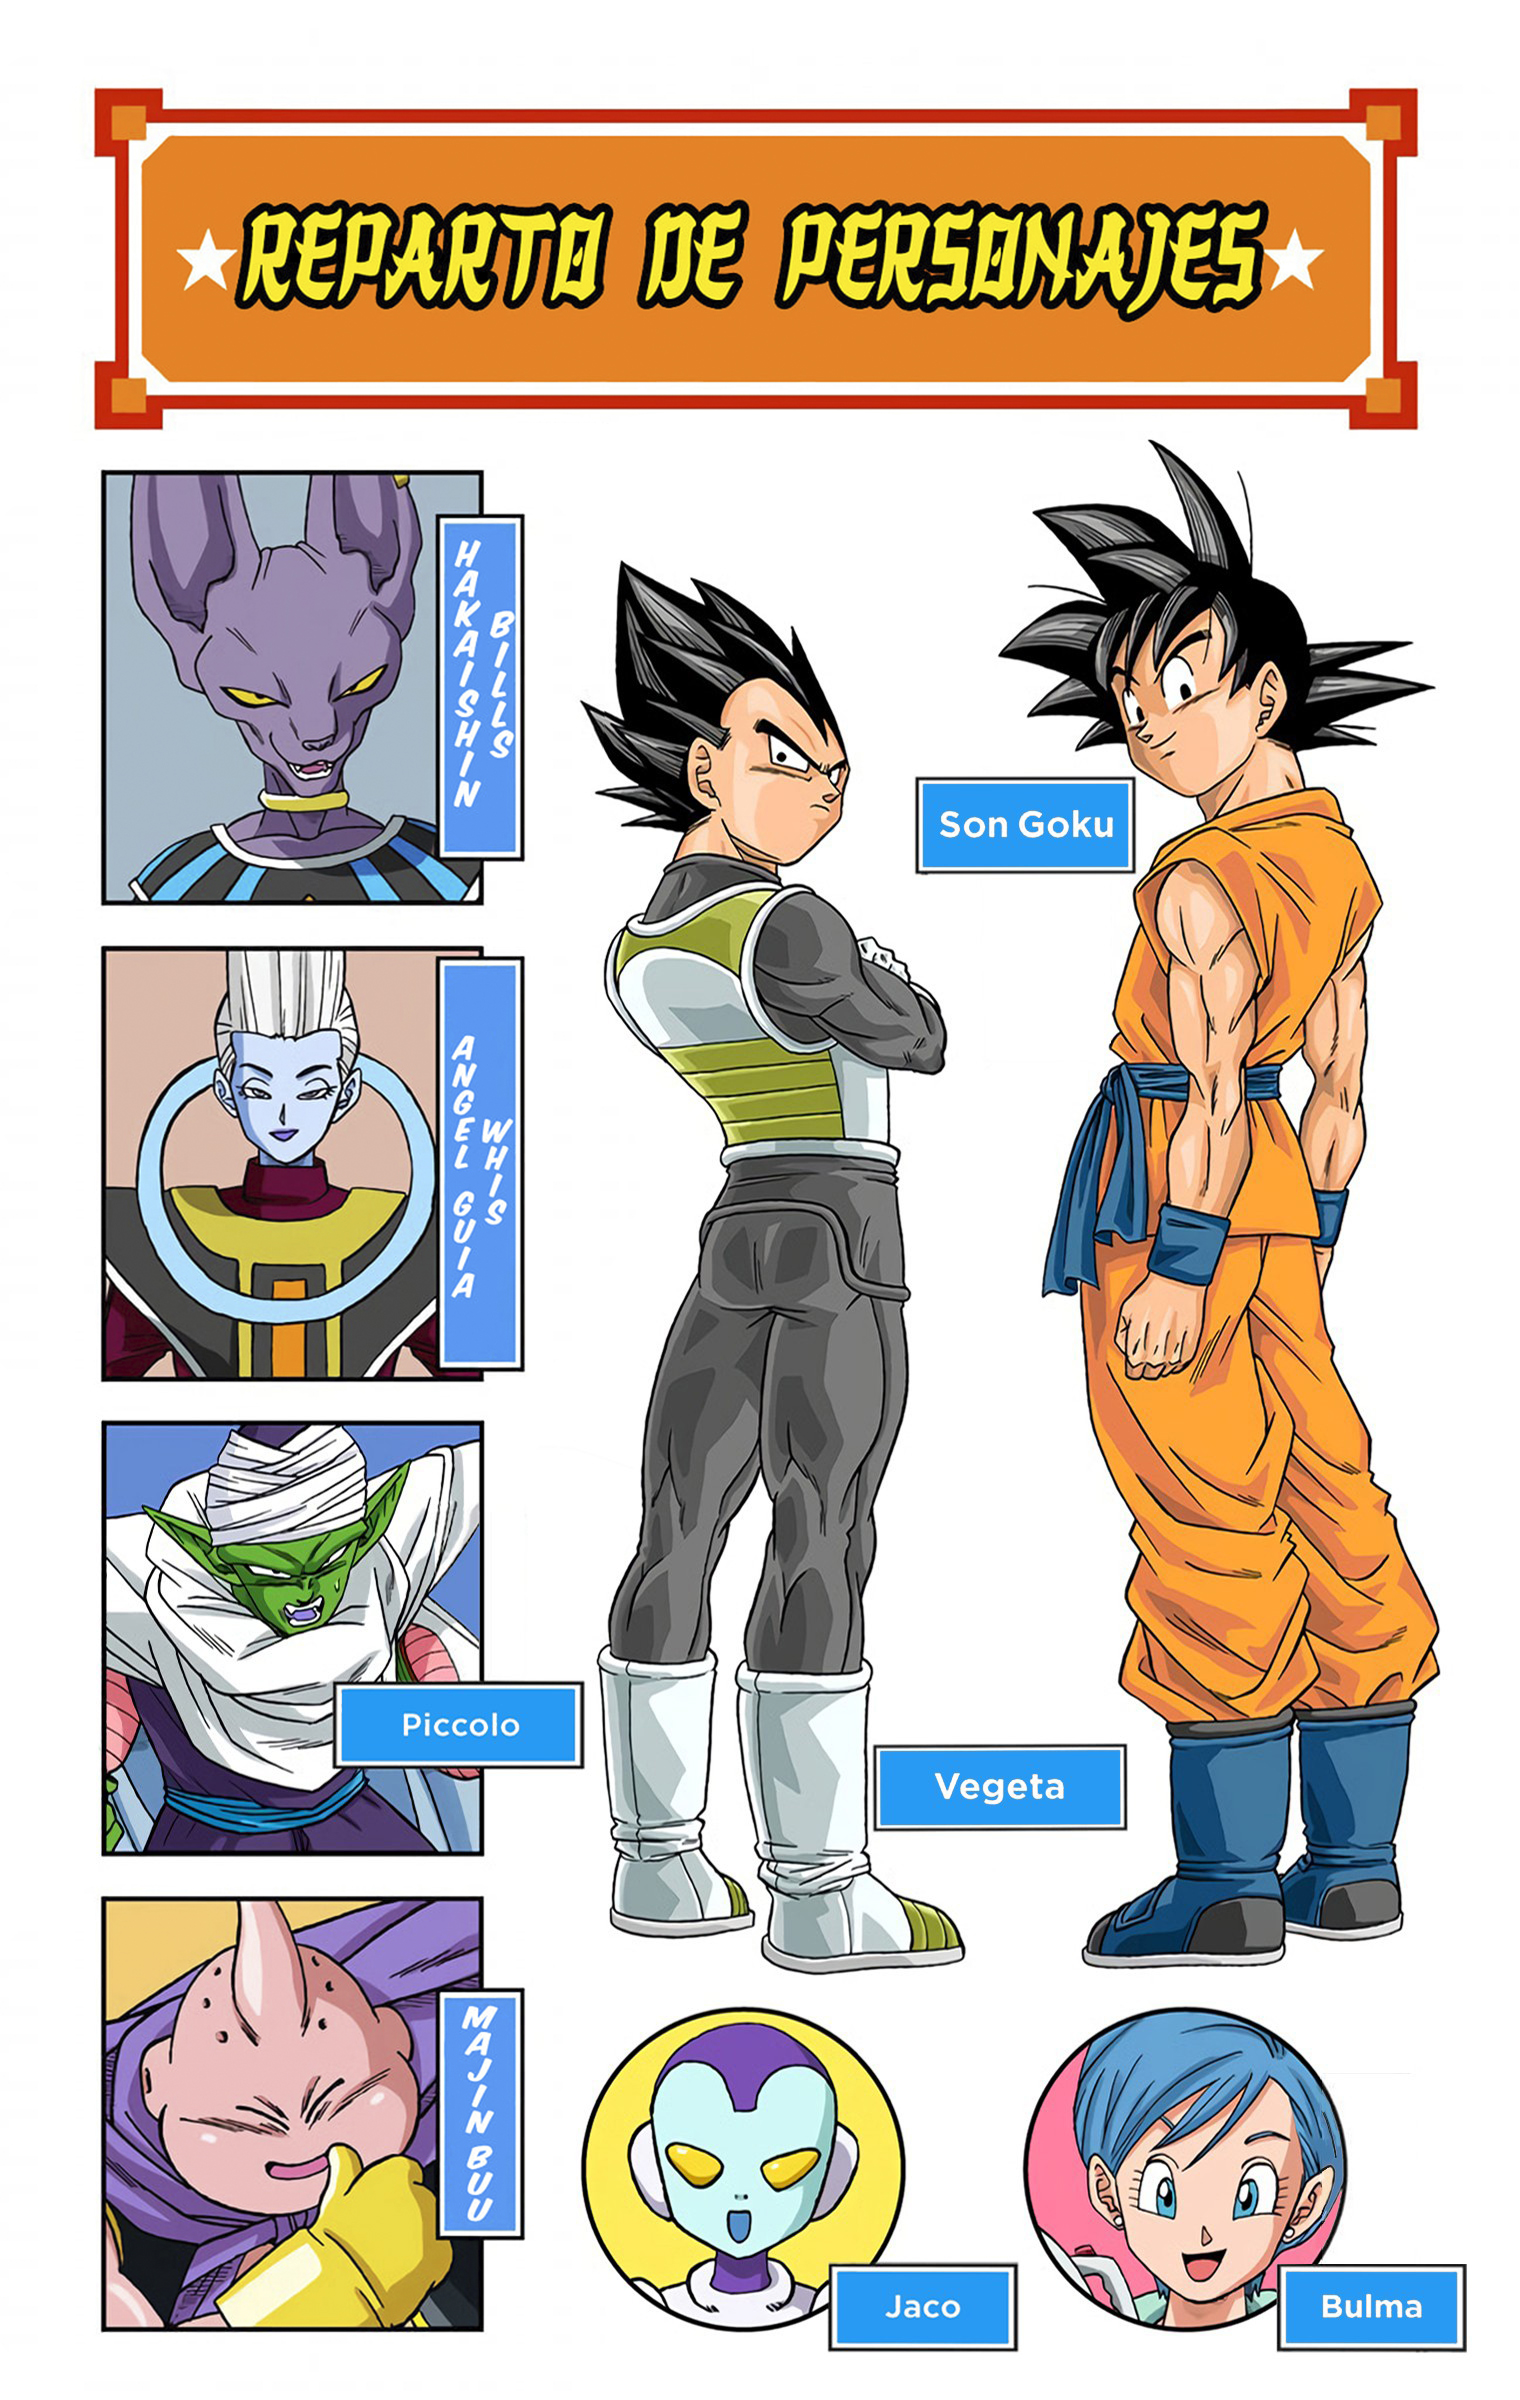 REPARTO DE PERSONAJES
HAKAISHIN
BILLS
Son Goku
ANGEL GUIA
WHIS
Piccolo
Vegeta
MAJIN BUU
Jaco
Bulma